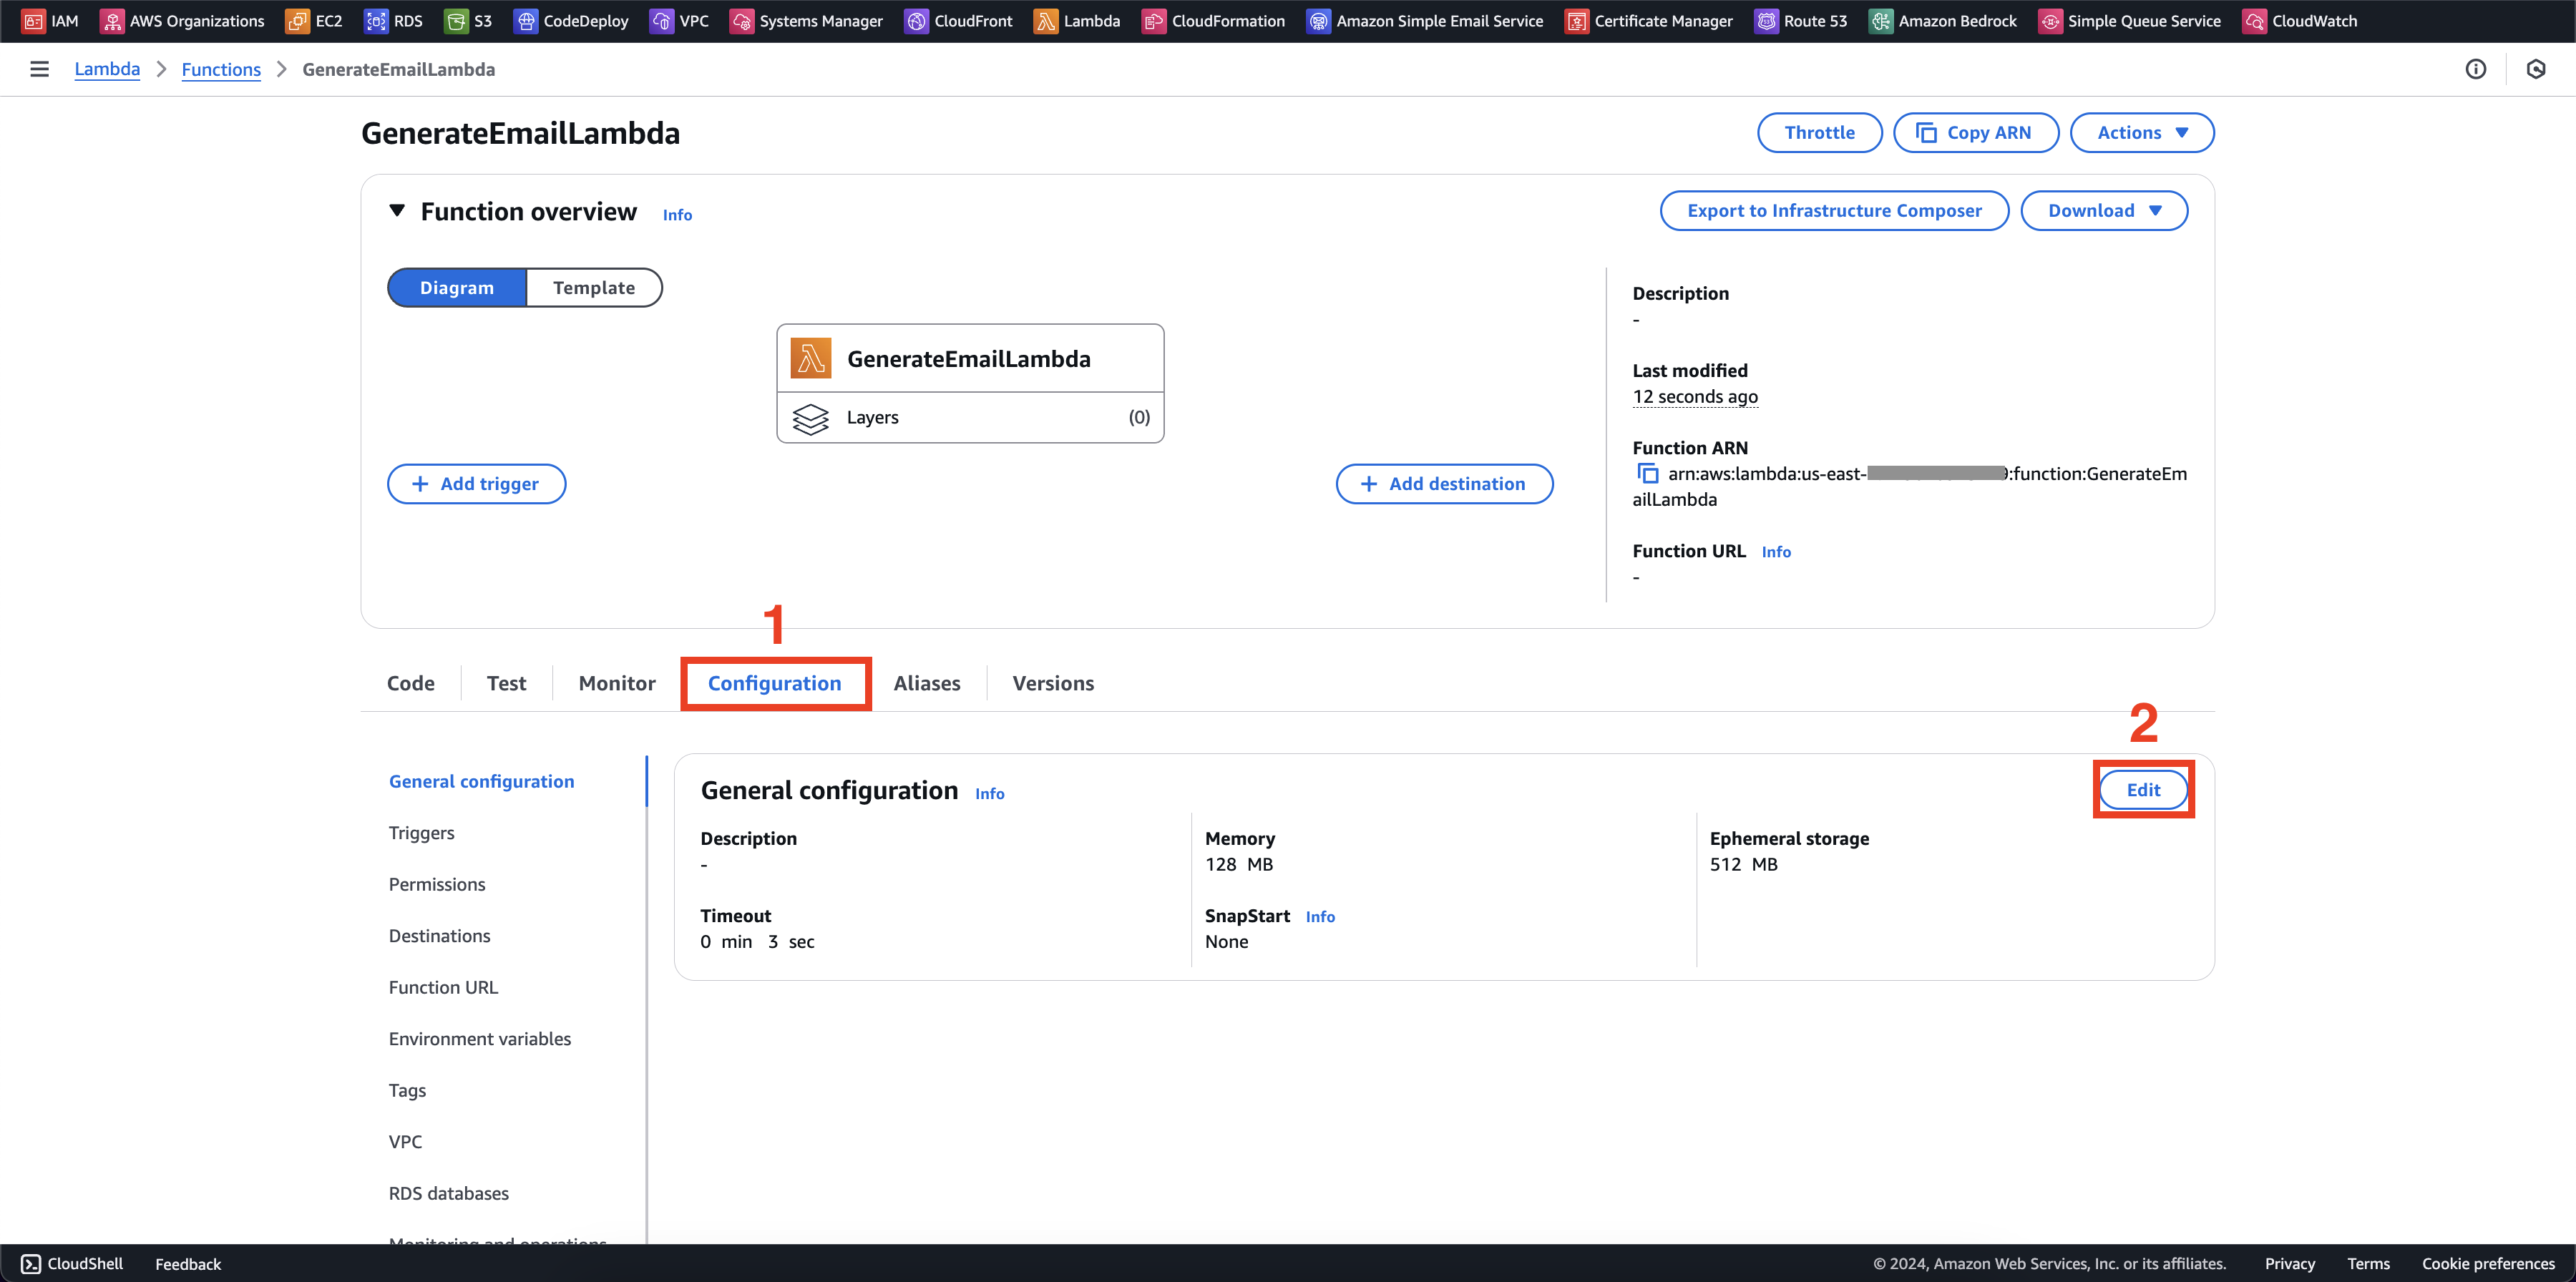 IAM AWS Organizations EC2 RDS S3 CodeDeploy VPC Systems Manager CloudFront Lambda CloudFormation Amazon Simple Email Service Certificate Manager Route 53 Amazon Bedrock Simple Queue Service CloudWatch
Lambda > Functions > GenerateEmailLambda
GenerateEmailLambda
Throttle Copy ARN Actions
Function overview Info
Export to Infrastructure Composer Download
Diagram Template
GenerateEmailLambda
Layers (0)
+ Add trigger
+ Add destination
Description
-
Last modified
12 seconds ago
Function ARN
arn:aws:lambda:us-east- :function:GenerateEm
ailLambda
Function URL Info
-
1
Code Test Monitor Configuration Aliases Versions
2
General configuration
Triggers
Permissions
Destinations
Function URL
Environment variables
Tags
VPC
RDS databases
Monitoring and operations
General configuration Info
Edit
Description
-
Memory
128 MB
Ephemeral storage
512 MB
Timeout
0 min 3 sec
SnapStart Info
None
CloudShell Feedback
© 2024, Amazon Web Services, Inc. or its affiliates. Privacy Terms Cookie preferences